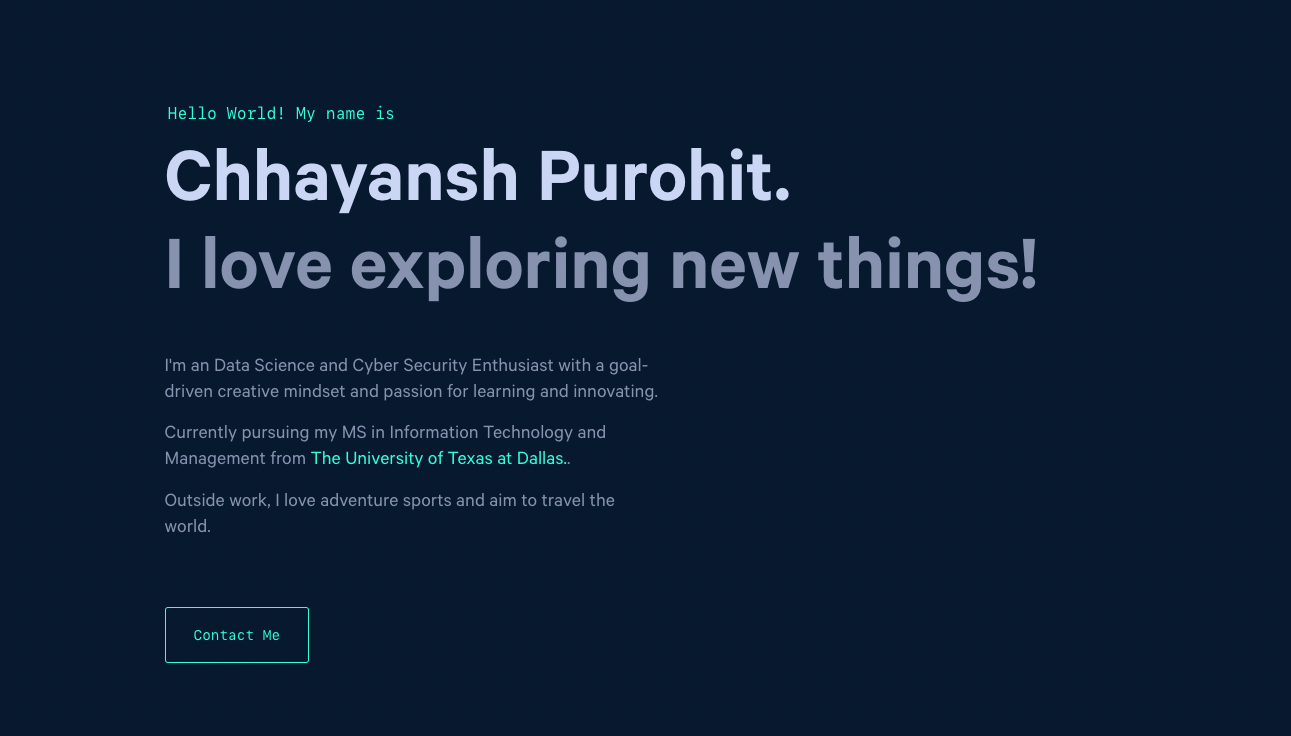 Hello World! My name is
Chhayansh Purohit.
I love exploring new things!
I'm an Data Science and Cyber Security Enthusiast with a goal-
driven creative mindset and passion for learning and innovating.
Currently pursuing my MS in Information Technology and
Management from The University of Texas at Dallas..
Outside work, I love adventure sports and aim to travel the
world.
Contact Me